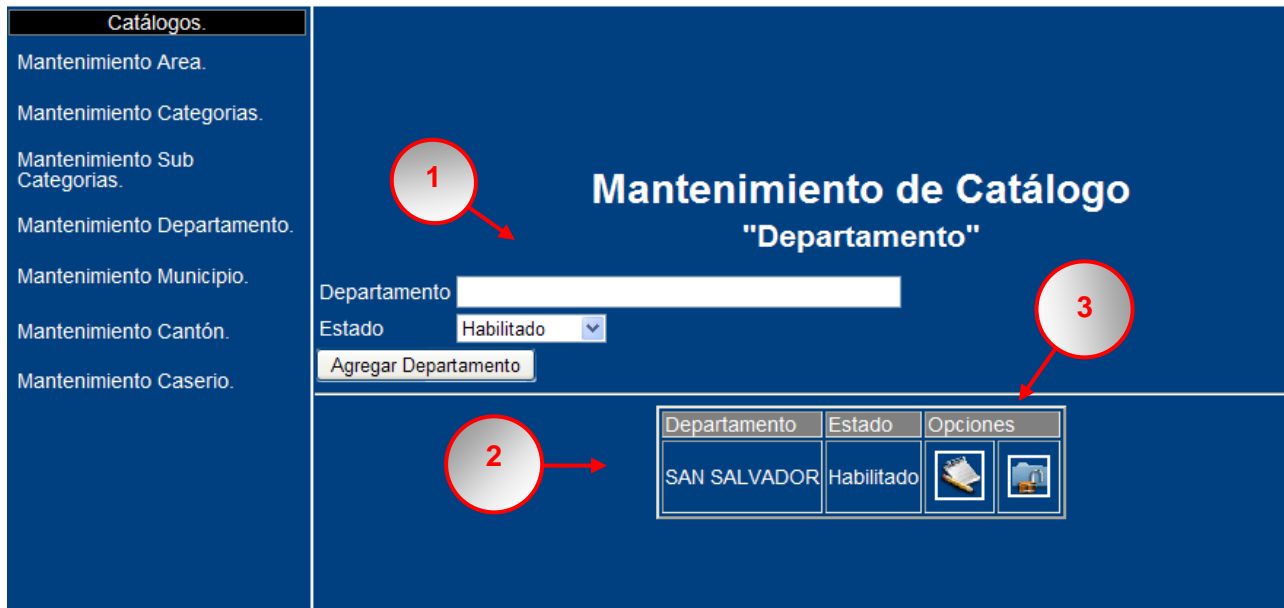 Catálogos.
Mantenimiento Area.
Mantenimiento Categorias.
Mantenimiento Sub
Categorias.
Mantenimiento Departamento.
Mantenimiento Municipio.
Mantenimiento Cantón.
Mantenimiento Caserio.
1
Mantenimiento de Catálogo
"Departamento"
Departamento
Estado Habilitado
Agregar Departamento
3
2
Departamento Estado Opciones
SAN SALVADOR Habilitado